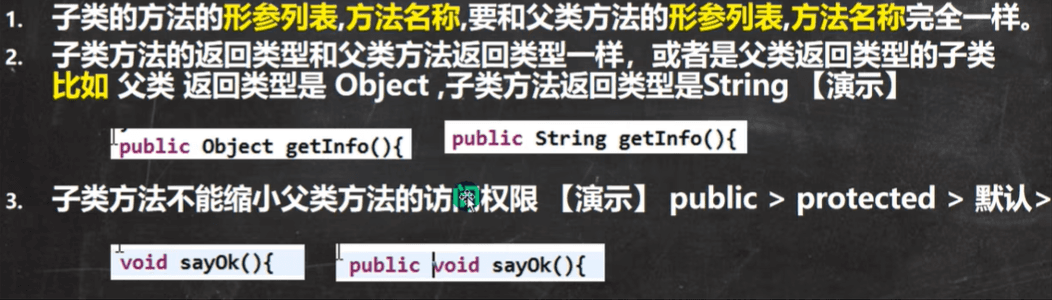 1. 子类的方法的形参列表,方法名称,要和父类方法的形参列表,方法名称完全一样。
2. 子类方法的返回类型和父类方法返回类型一样，或者是父类返回类型的子类
比如 父类 返回类型是 Object ,子类方法返回类型是String 【演示】
public Object getInfo(){
public String getInfo(){
3. 子类方法不能缩小父类方法的访问权限 【演示】 public > protected > 默认>
void sayOk(){
public void sayOk(){